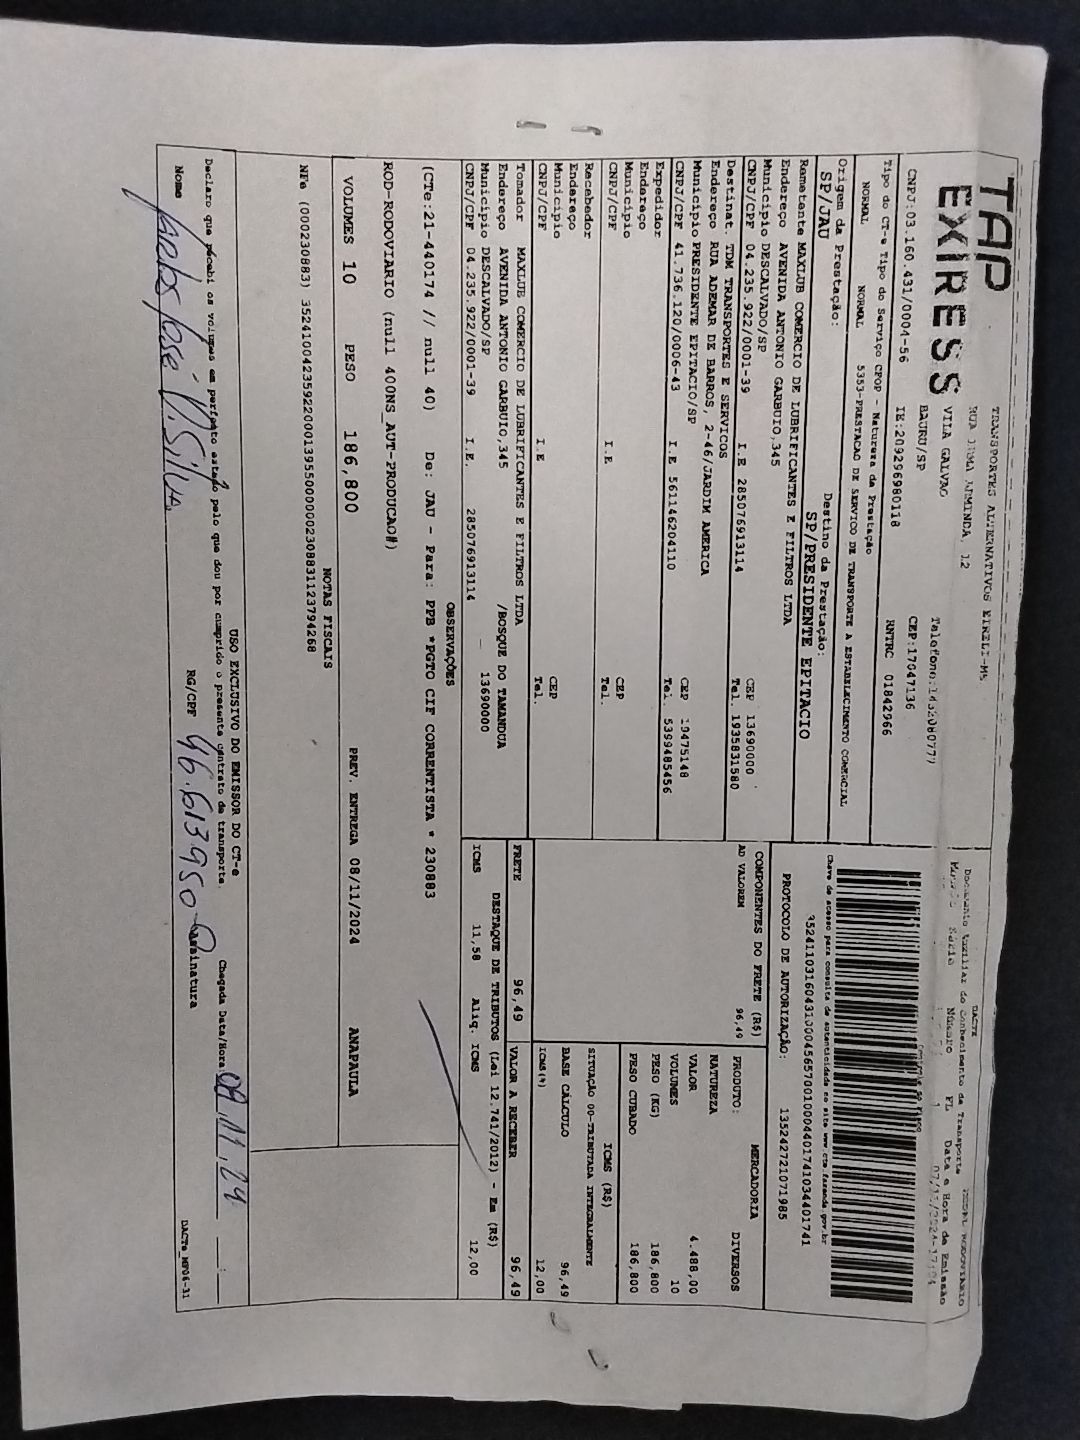 TAP
EXPRESS
TRANSPORTES ALTERNATIVOS EIRELI-ME
VILA GALVAO
BAURU/SP
CEP:17047136
CNPJ:03.160.431/0004-56 IE:209296980118 RNTRC 01842966
Tipo do CT-e Tipo do Serviço CFOP - Natureza da Prestação
NORMAL NORMAL 5353-PRESTACAO DE SERVICO DE TRANSPORTE A ESTABELECIMENTO COMERCIAL
Origem da Prestação: Destino da Prestação:
SP/JAU SP/PRESIDENTE EPITACIO
Remetente MAXLUB COMERCIO DE LUBRIFICANTES E FILTROS LTDA
Endereço AVENIDA ANTONIO GARBUIO,345
Municipio DESCALVADO/SP CEP 13690000
CNPJ/CPF 04.235.922/0001-39 I.E 285076913114 Tel. 1935831580
Destinat. TDM TRANSPORTES E SERVICOS
Endereço RUA ADEMAR DE BARROS, 2-46/JARDIM AMERICA
Municipio PRESIDENTE EPITACIO/SP CEP 19475148
CNPJ/CPF 41.736.120/0006-43 I.E 561146204110 Tel. 5399485456
Expedidor
Endereço
Municipio CEP
CNPJ/CPF I.E Tel.
Recebedor
Endereço
Municipio CEP
CNPJ/CPF I.E Tel.
Tomador MAXLUB COMERCIO DE LUBRIFICANTES E FILTROS LTDA
Endereço AVENIDA ANTONIO GARBUIO,345 /BOSQUE DO TAMANDUA
Municipio DESCALVADO/SP 13690000
CNPJ/CPF 04.235.922/0001-39 I.E. 285076913114
DACTE
Documento Auxiliar do Conhecimento de Transporte MODAL RODOVIARIO
Modelo Série Número FL Data e Hora de Emissão
1
Controle do Fisco
Chave de acesso para consulta de autenticidade no site www.cte.fazenda.gov.br
35241103160431000456570010004401741034401741
PROTOCOLO DE AUTORIZAÇÃO: 135242721071985
COMPONENTES DO FRETE (R$)
AD VALOREM 96,49
PRODUTO: MERCADORIA
NATUREZA DIVERSOS
VALOR 4.488,00
VOLUMES 10
PESO (KG) 186,800
PESO CUBADO 186,800
ICMS (R$)
SITUAÇÃO 00-TRIBUTADA INTEGRALMENTE
BASE CÁLCULO 96,49
ICMS(%) 12,00
FRETE 96,49 VALOR A RECEBER 96,49
DESTAQUE DE TRIBUTOS (Lei 12.741/2012) - Em (R$)
ICMS 11,58 Aliq. ICMS 12,00
OBSERVAÇÕES
(CTe:21-440174 // null 40) De: JAU - Para: PPB *PGTO CIF CORRENTISTA * 230883
ROD-RODOVIARIO (null 400NS_AUT-PRODUCAO#)
VOLUMES 10 PESO 186,800 PREV. ENTREGA 08/11/2024 ANAPAULA
NOTAS FISCAIS
NFe (000230883) 35241004235922000139550000002308831123794268
USO EXCLUSIVO DO EMISSOR DO CT-e
Declaro que recebi os volumes em perfeito estado pelo que dou por cumprido o presente contrato de transporte. Chegada Data/Hora 08.11.24 :
Nome José D. Silva RG/CPF 46.613950 Assinatura
DACTe_MP06-31